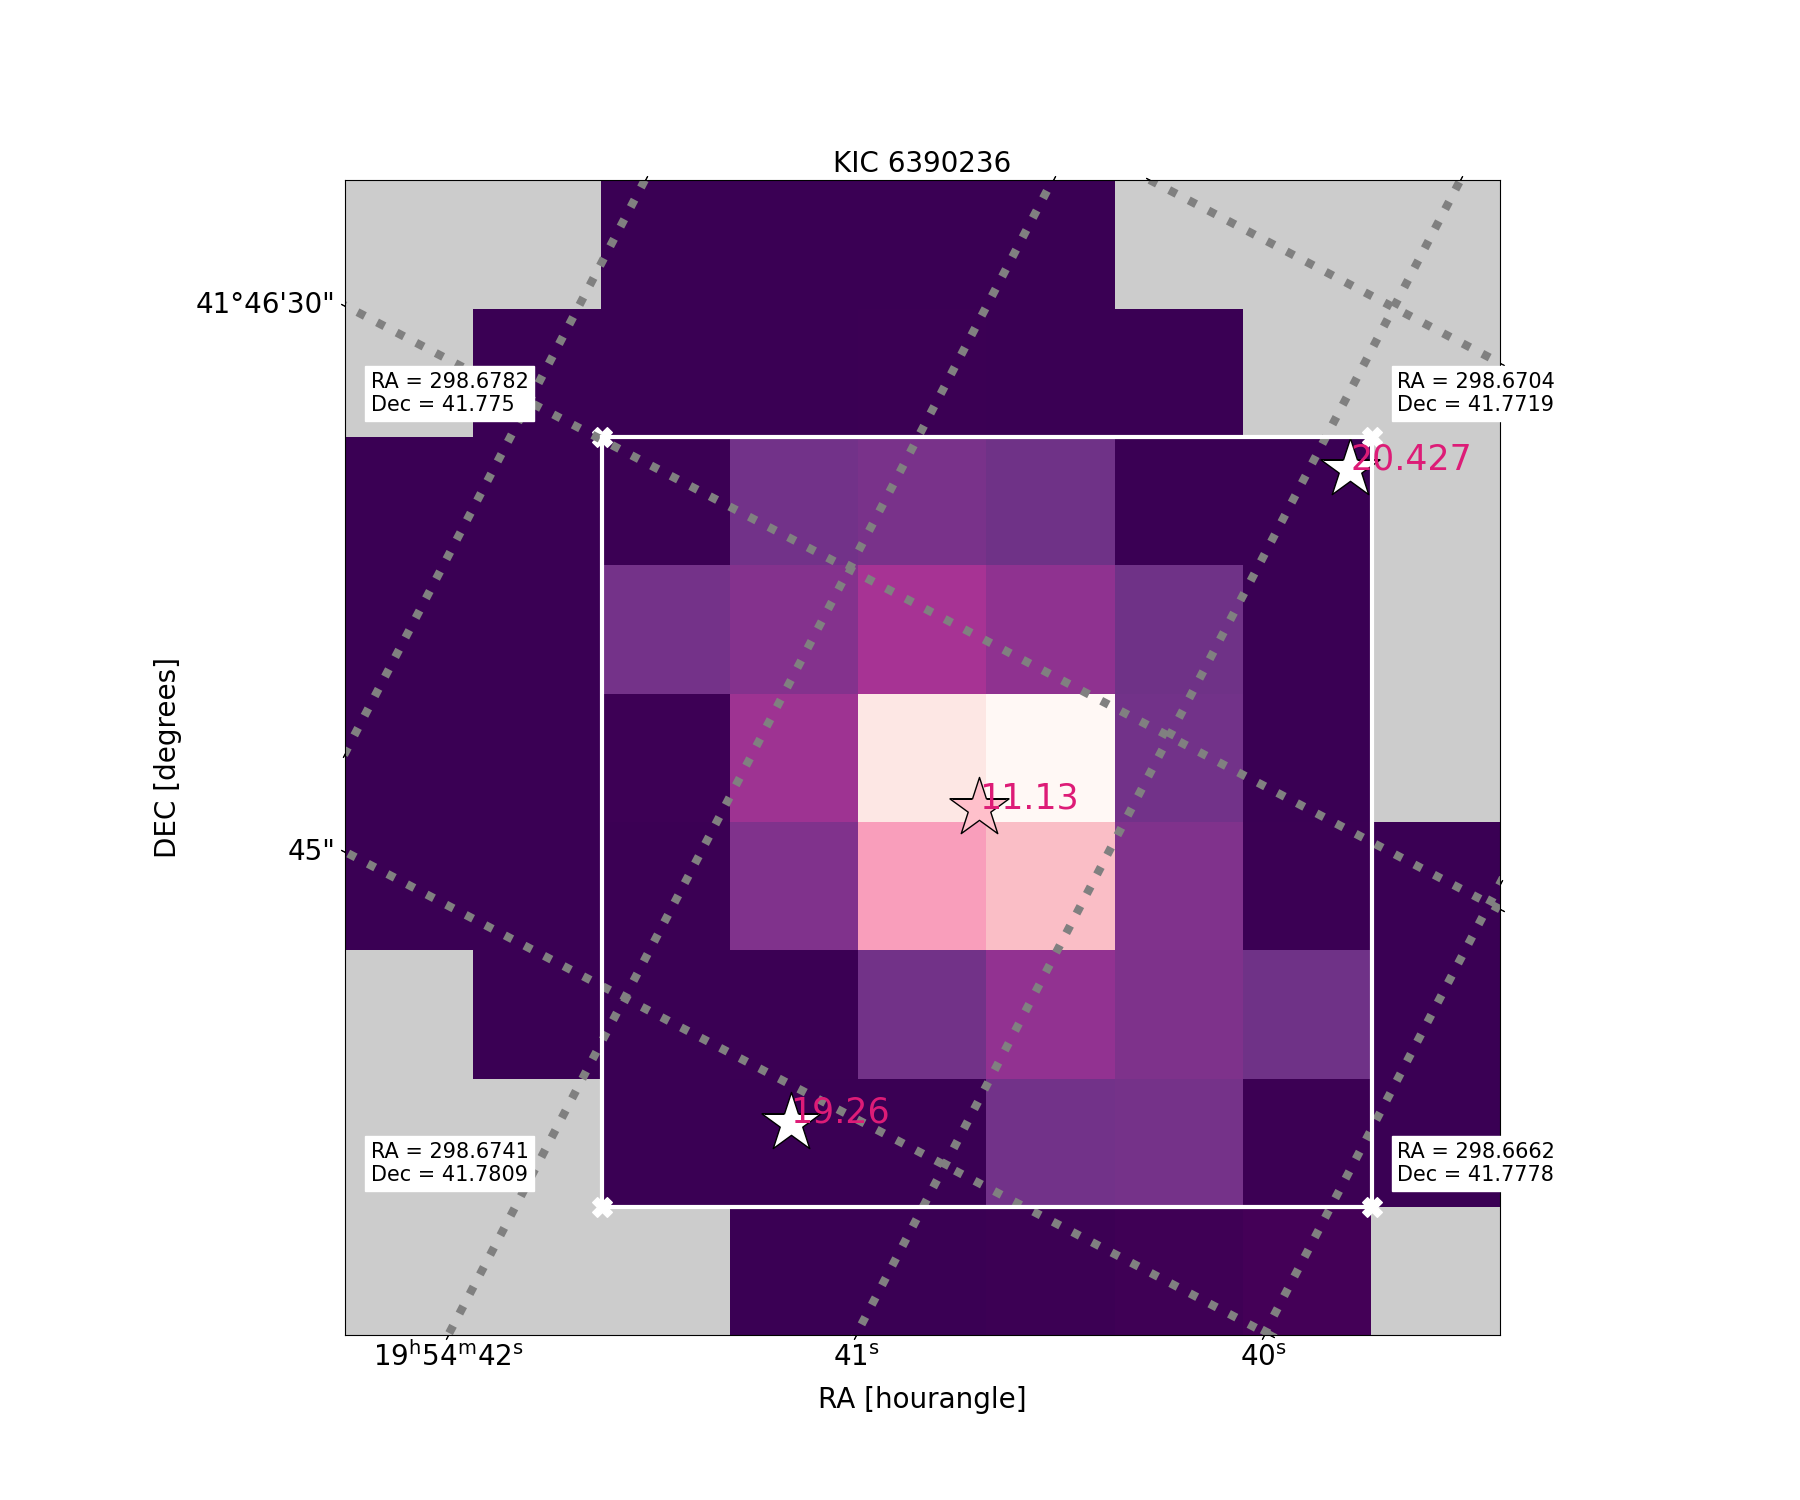 KIC 6390236
41°46'30"
RA = 298.6782
Dec = 41.775
RA = 298.6704
Dec = 41.7719
20.427
DEC [degrees]
11.13
45"
19.26
RA = 298.6741
Dec = 41.7809
RA = 298.6662
Dec = 41.7778
19ʰ54ᵐ42ˢ
41ˢ
40ˢ
RA [hourangle]